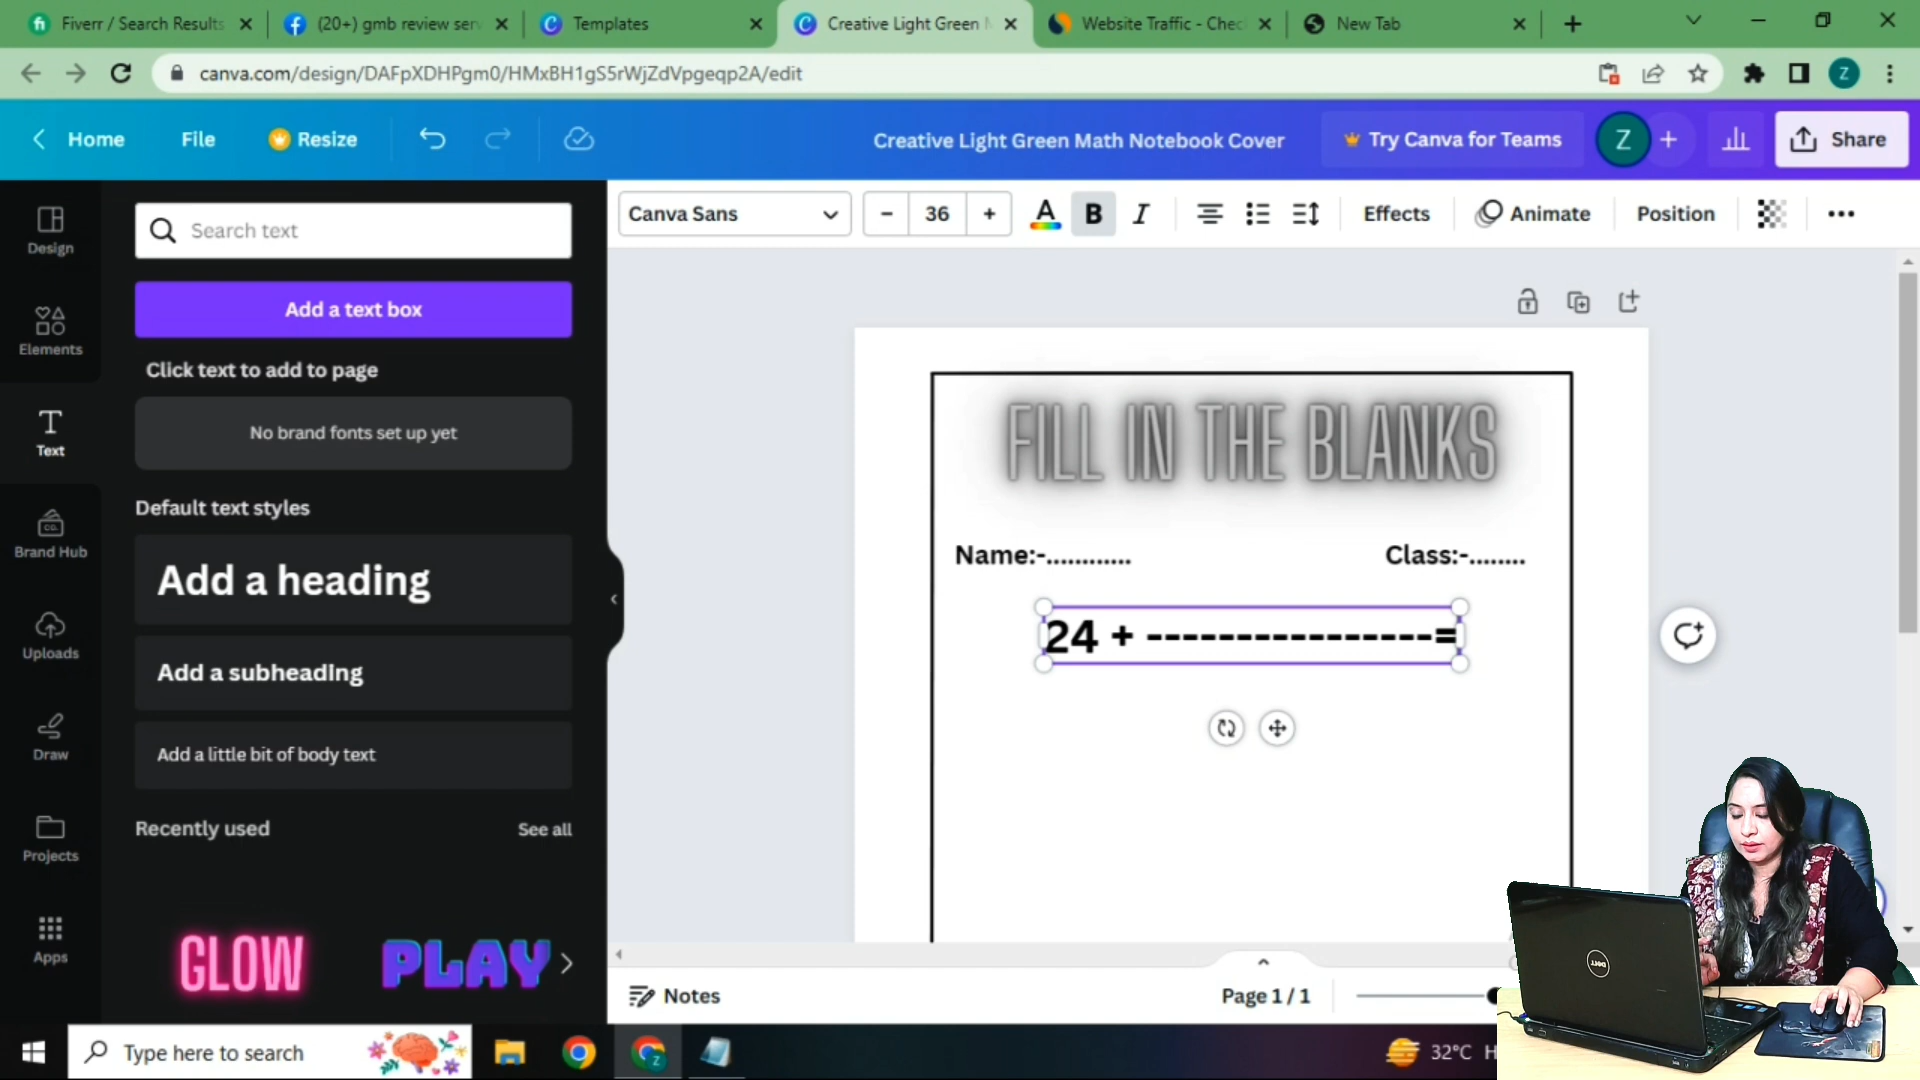 Fiverr / Search Results
(20+) gmb review serv
Templates
Creative Light Green M
Website Traffic - Chec
New Tab
canva.com/design/DAFpXDHPgm0/HMxBH1gS5rWjZdVpgeqp2A/edit
Z
Home
File
Resize
Creative Light Green Math Notebook Cover
Try Canva for Teams
Z
Share
Canva Sans
36
A
B
I
Effects
Animate
Position
Design
Elements
Text
Brand Hub
Uploads
Draw
Projects
Apps
Search text
Add a text box
Click text to add to page
No brand fonts set up yet
Default text styles
Add a heading
Add a subheading
Add a little bit of body text
Recently used
See all
GLOW
PLAY
FILL IN THE BLANKS
Name:-............
Class:-........
24 + ----------------=
Notes
Page 1 / 1
Type here to search
32°C H
DELL